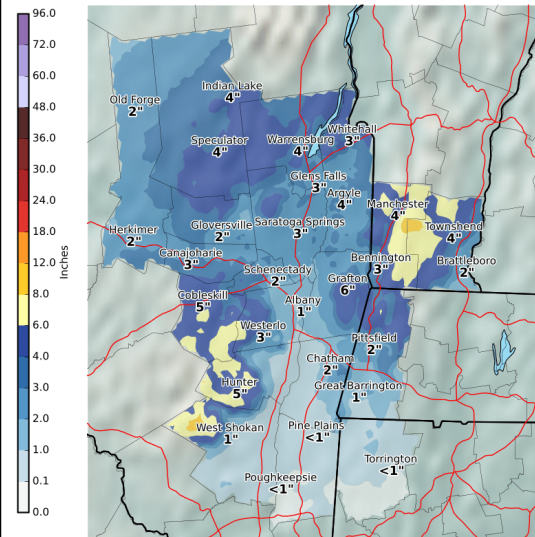 96.0
72.0
60.0
48.0
36.0
30.0
24.0
18.0
12.0
8.0
6.0
4.0
3.0
2.0
1.0
0.1
0.0
Inches
Old Forge
2"
Indian Lake
4"
Speculator
4"
Warrensburg
4"
Whitehall
3"
Glens Falls
3"
Argyle
4"
Manchester
4"
Townshend
4"
Herkimer
2"
Gloversville
2"
Saratoga Springs
3"
Canajoharie
3"
Bennington
3"
Brattleboro
2"
Schenectady
2"
Grafton
6"
Cobleskill
5"
Albany
1"
Westerlo
3"
Pittsfield
2"
Chatham
2"
Hunter
5"
Great Barrington
1"
West Shokan
1"
Pine Plains
<1"
Torrington
<1"
Poughkeepsie
<1"